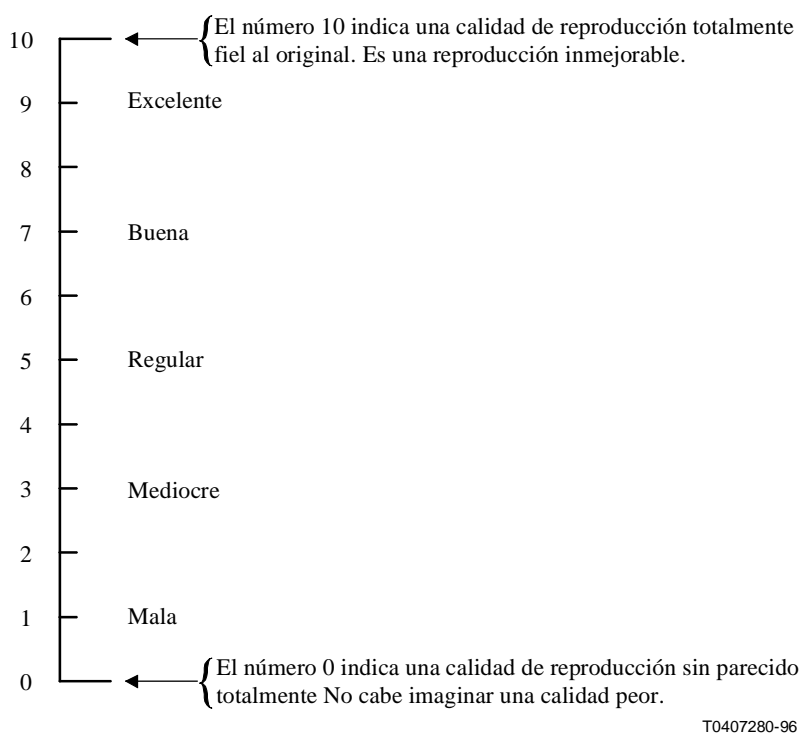 10 El número 10 indica una calidad de reproducción totalmente
fiel al original. Es una reproducción inmejorable.
9 Excelente
8
7 Buena
6
5 Regular
4
3 Mediocre
2
1 Mala
0 El número 0 indica una calidad de reproducción sin parecido
totalmente No cabe imaginar una calidad peor.
T0407280-96